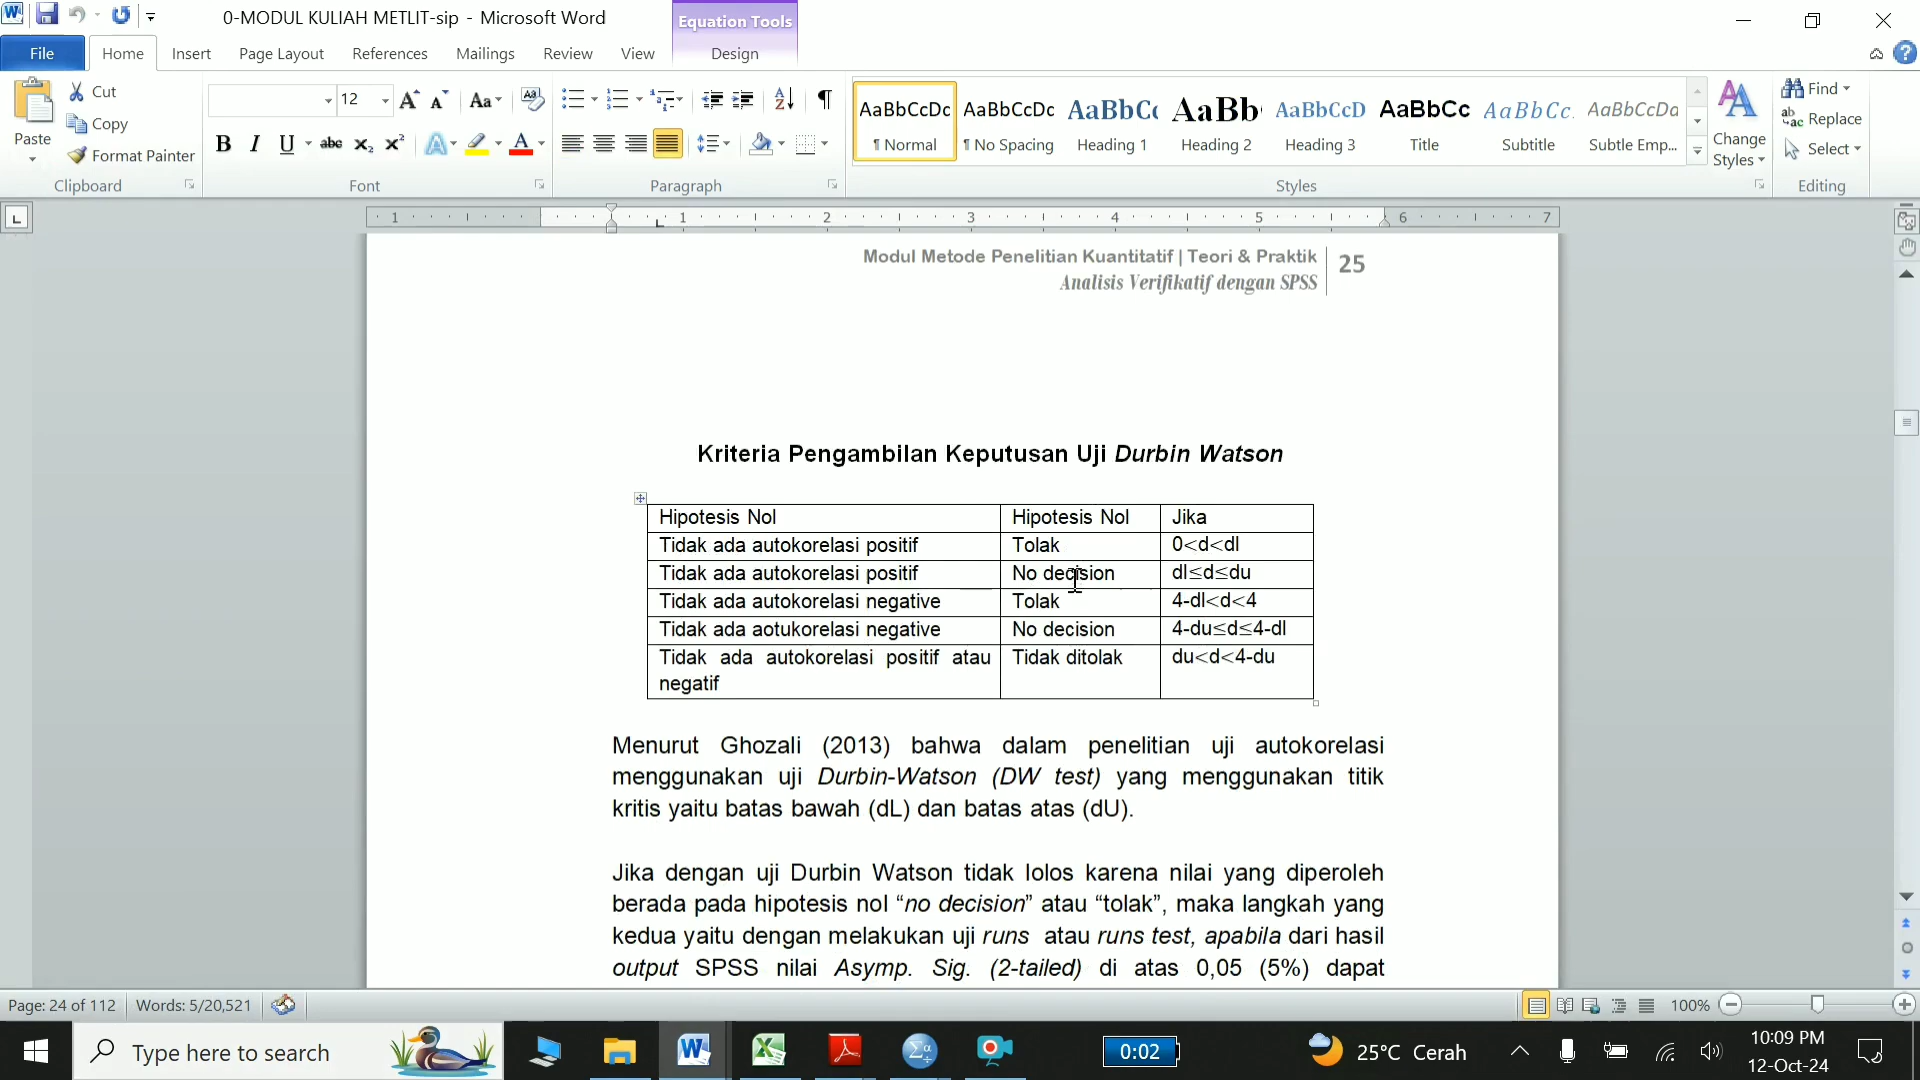 0-MODUL KULIAH METLIT-sip - Microsoft Word
Equation Tools
File Home Insert Page Layout References Mailings Review View Design
Paste
Cut
Copy
Format Painter
Clipboard
12
Font
Paragraph
AaBbCcDc AaBbCcDc AaBbCc AaBb AaBbCcD AaBbCc AaBbCc. AaBbCcDa
¶ Normal ¶ No Spacing Heading 1 Heading 2 Heading 3 Title Subtitle Subtle Emp...
Styles
Change Styles
Find
Replace
Select
Editing
1 1 2 3 4 5 6 7
Modul Metode Penelitian Kuantitatif | Teori & Praktik 25
Analisis Verifikatif dengan SPSS
Kriteria Pengambilan Keputusan Uji Durbin Watson
Hipotesis Nol Hipotesis Nol Jika
Tidak ada autokorelasi positif Tolak 0<d<dl
Tidak ada autokorelasi positif No decision dl≤d≤du
Tidak ada autokorelasi negative Tolak 4-dl<d<4
Tidak ada aotukorelasi negative No decision 4-du≤d≤4-dl
Tidak ada autokorelasi positif atau Tidak ditolak du<d<4-du
negatif
Menurut Ghozali (2013) bahwa dalam penelitian uji autokorelasi
menggunakan uji Durbin-Watson (DW test) yang menggunakan titik
kritis yaitu batas bawah (dL) dan batas atas (dU).
Jika dengan uji Durbin Watson tidak lolos karena nilai yang diperoleh
berada pada hipotesis nol “no decision” atau “tolak”, maka langkah yang
kedua yaitu dengan melakukan uji runs atau runs test, apabila dari hasil
output SPSS nilai Asymp. Sig. (2-tailed) di atas 0,05 (5%) dapat
Page: 24 of 112 Words: 5/20,521 100%
Type here to search 0:02 25°C Cerah 10:09 PM
12-Oct-24